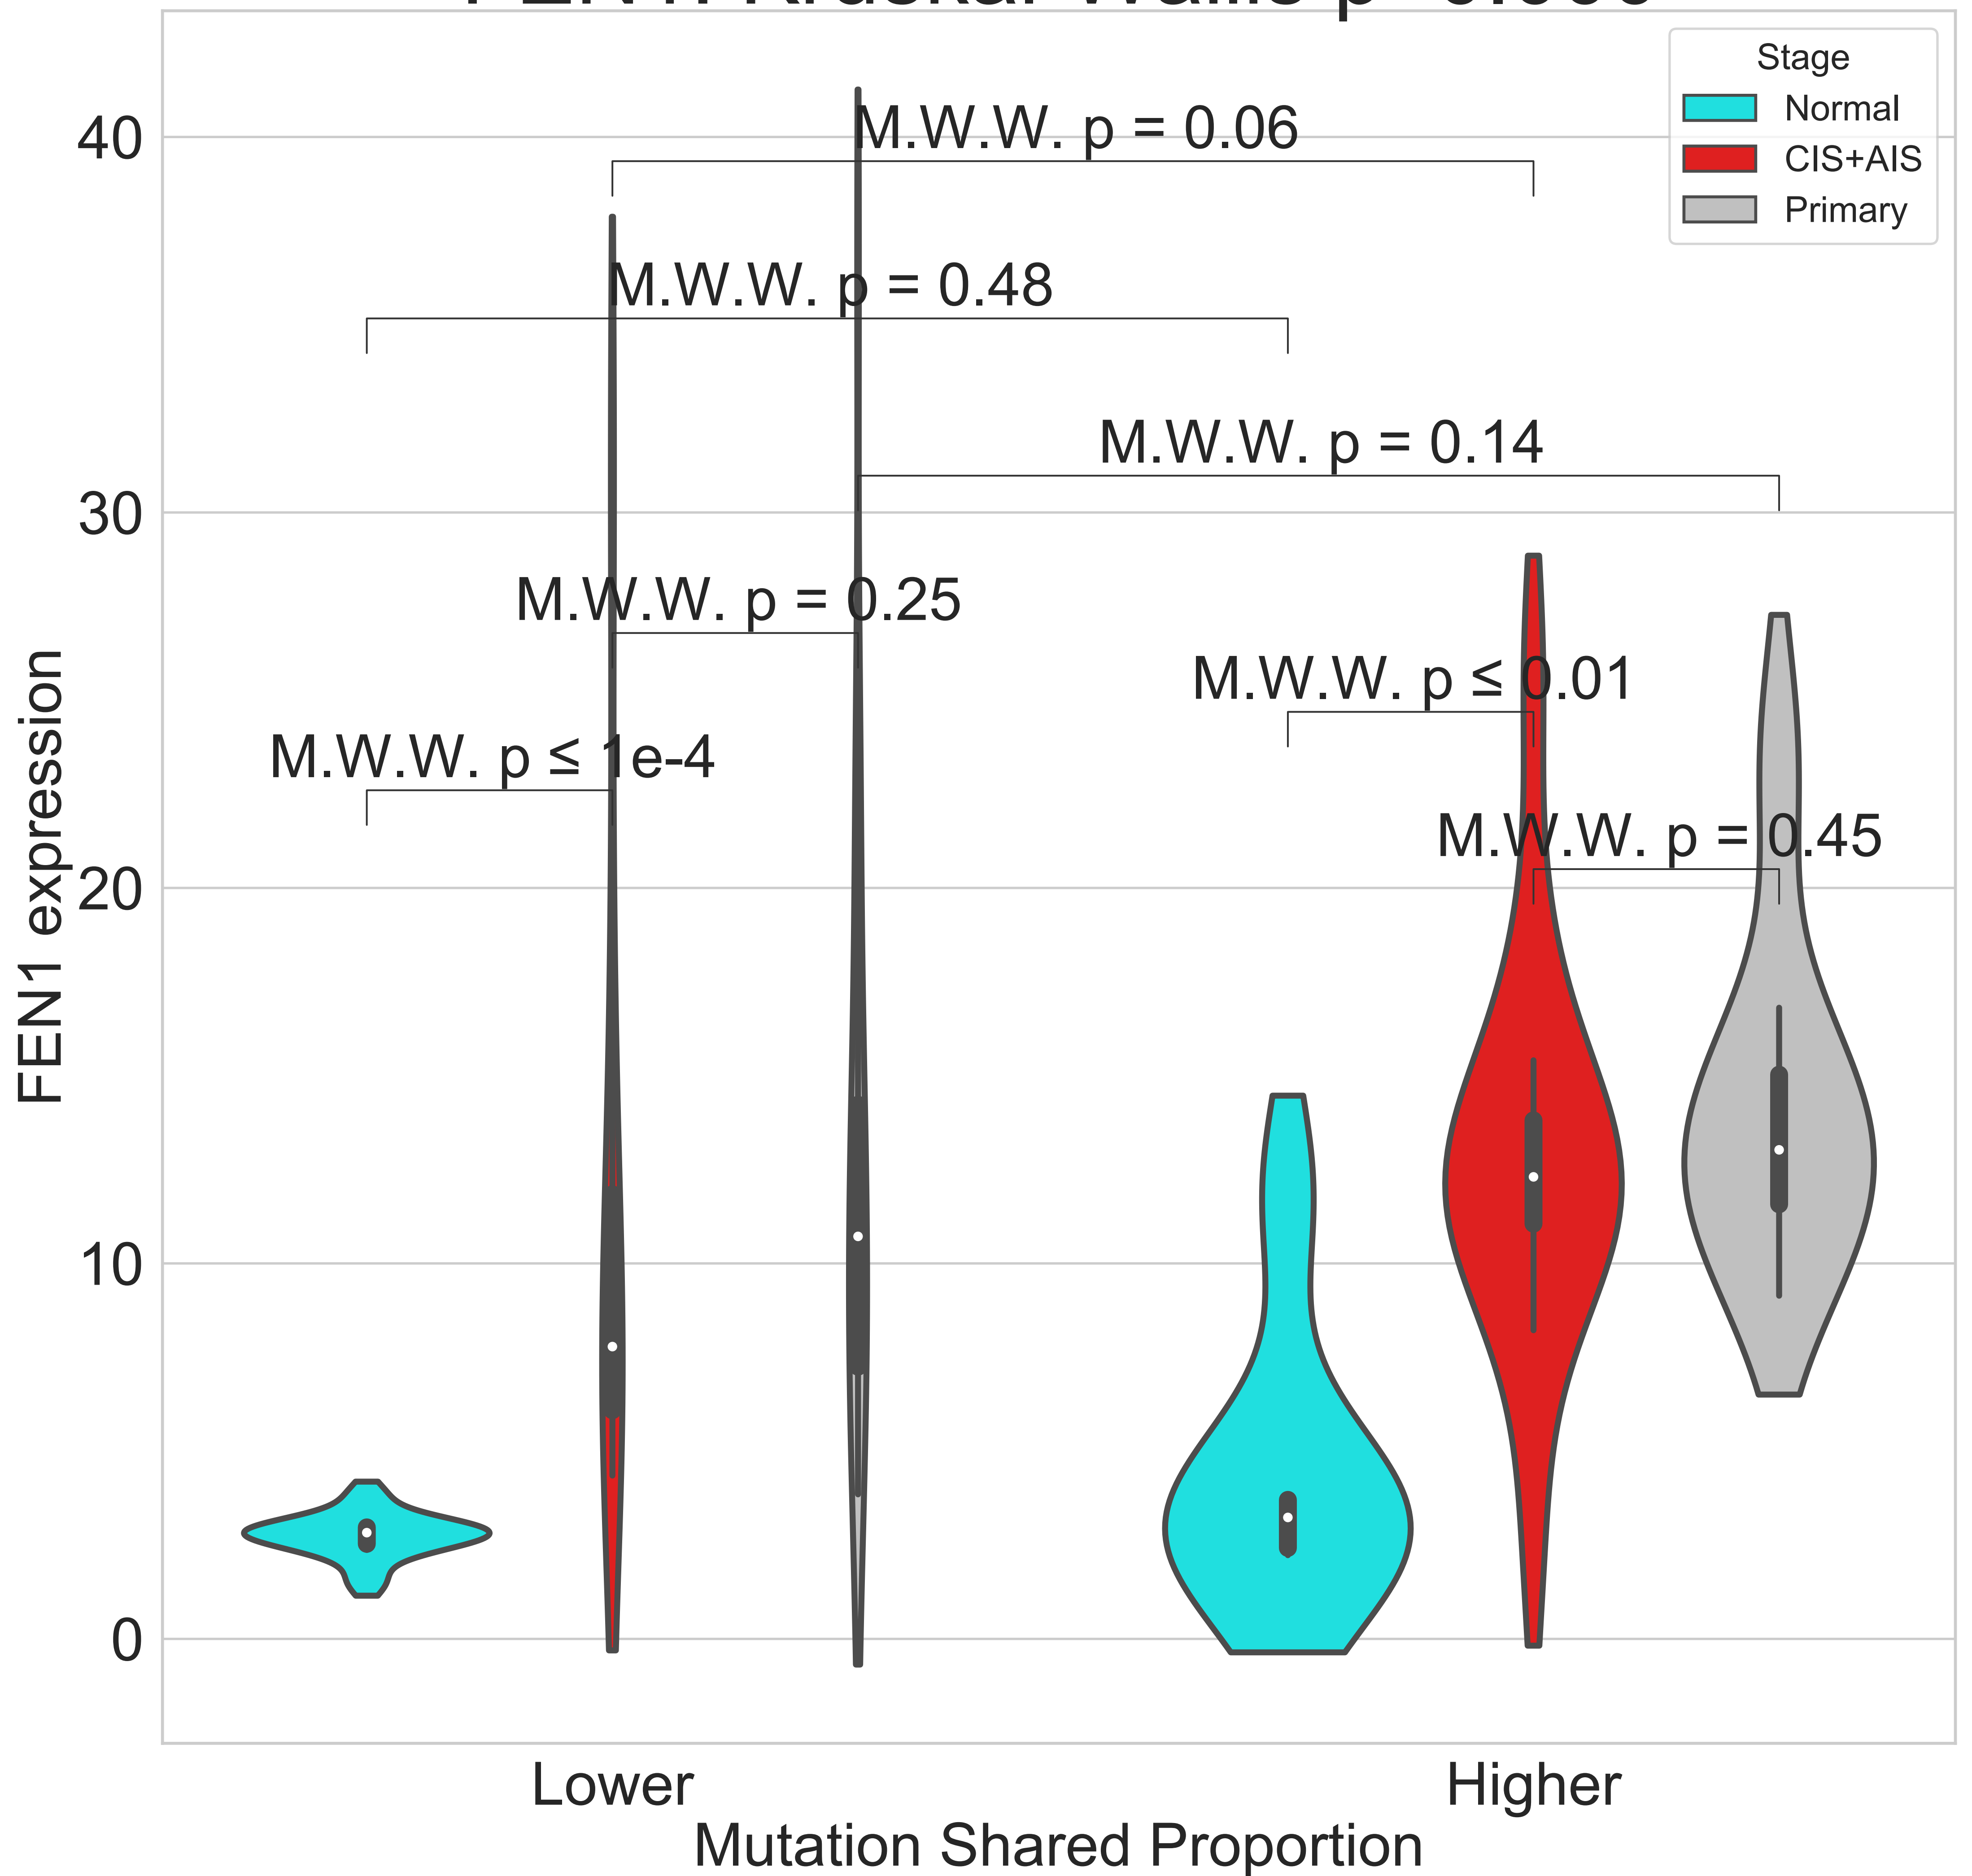 Stage
Normal
CIS+AIS
Primary
40
30
20
10
0
FEN1 expression
M.W.W. p = 0.06
M.W.W. p = 0.48
M.W.W. p = 0.14
M.W.W. p = 0.25
M.W.W. p ≤ 0.01
M.W.W. p ≤ 1e-4
M.W.W. p = 0.45
Lower
Higher
Mutation Shared Proportion